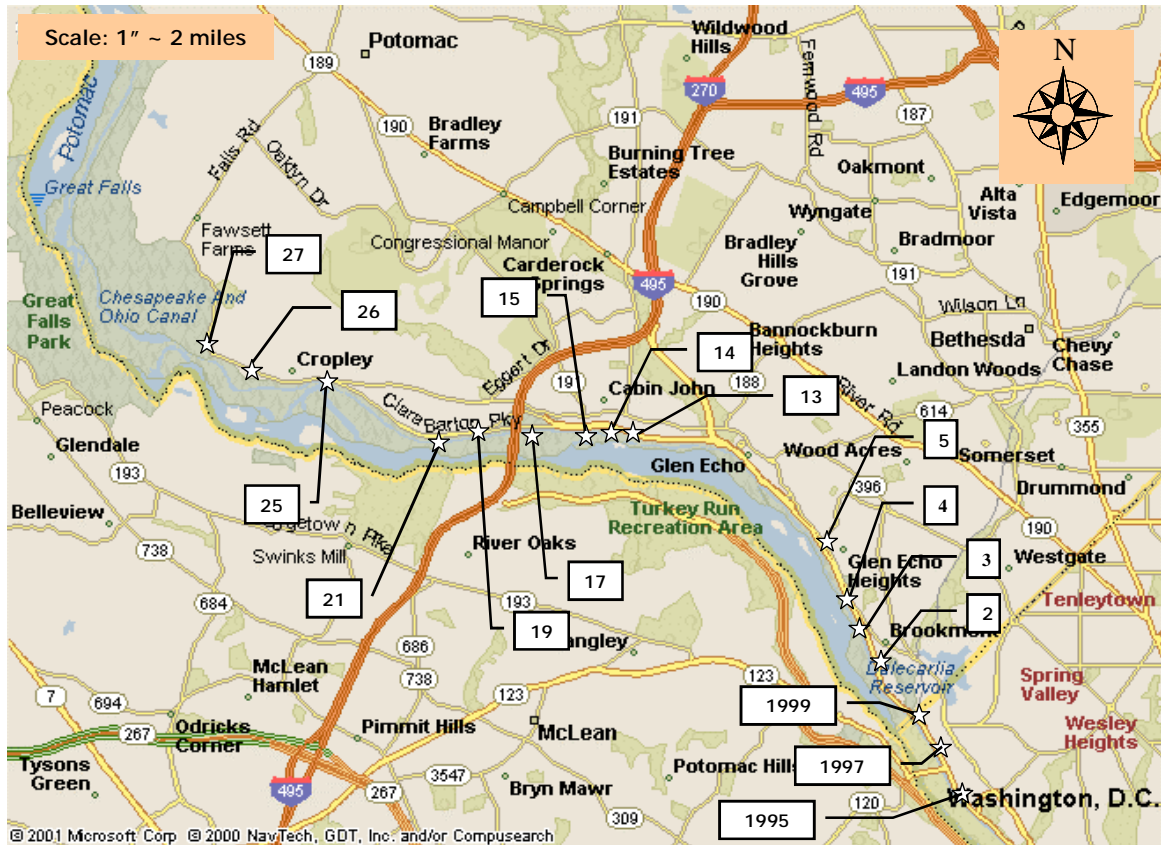 Scale: 1" ~ 2 miles
N
Potomac
Wildwood
Hills
Fernwood Rd
189
270
495
187
Potomac
Falls Rd
Oaklyn Dr
190
Bradley
Farms
191
Burning Tree
Estates
Oakmont
Alta
Vista
Edgemoor
Great Falls
Campbell Corner
Wyngate
Fawsett
Farms
27
Congressional Manor
Bradley
Hills
Grove
Bradmoor
Carderock
Springs
15
495
191
Great
Falls
Park
Chesapeake And
Ohio Canal
26
190
Wilson Ln
Bannockburn
Heights
Bethesda
Chevy
Chase
14
Cropley
Eggert Dr
191
Cabin John
188
13
River Rd
Landon Woods
614
355
Peacock
Clara Barton Pky
Glendale
193
Glen Echo
Wood Acres
5
Somerset
396
Drummond
25
4
Belleview
Turkey Run
Recreation Area
190
738
Swinks Mill
River Oaks
Glen Echo
Heights
3
Westgate
17
21
684
193
19
2
Tenleytown
686
Brookmont
McLean
Hamlet
738
123
123
Dalecarlia
Reservoir
Spring
Valley
7
694
1999
Wesley
Heights
267
Odricks
Corner
Pimmit Hills
McLean
Tysons
Green
495
267
3547
Bryn Mawr
Potomac Hills
1997
120
Washington, D.C.
309
1995
© 2001 Microsoft Corp © 2000 NavTech, GDT, Inc. and/or Compusearch